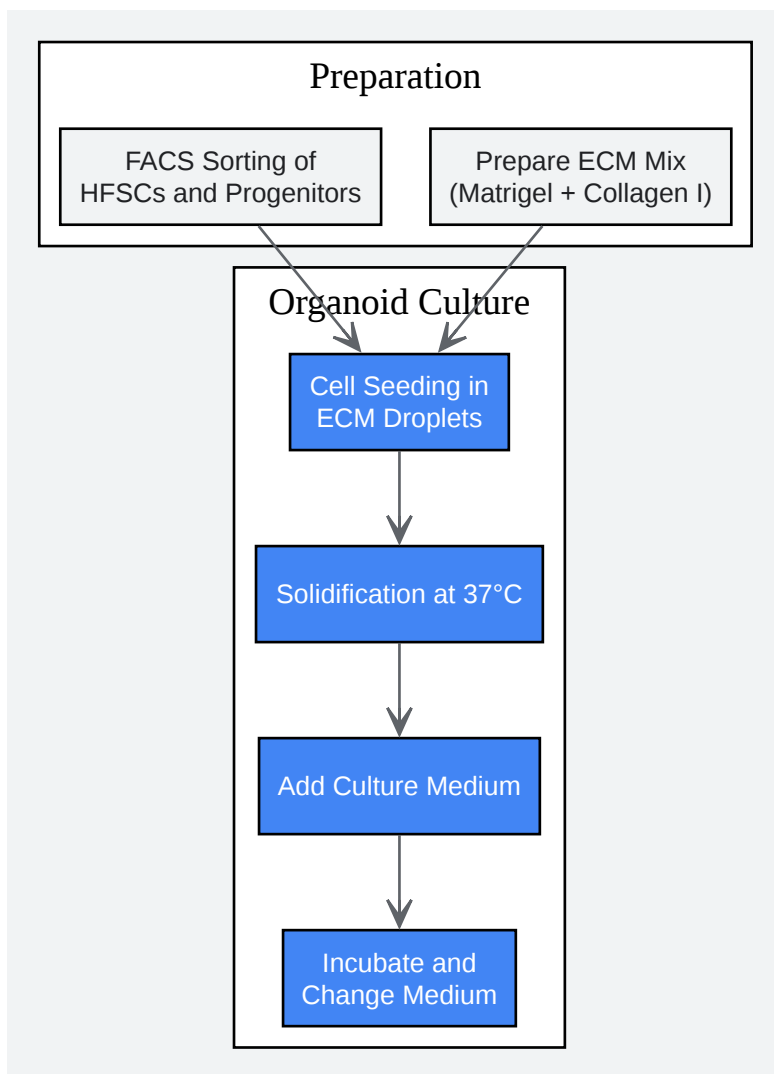 Preparation
FACS Sorting of
HFSCs and Progenitors
Prepare ECM Mix
(Matrigel + Collagen I)
Organoid Culture
Cell Seeding in
ECM Droplets
Solidification at 37°C
Add Culture Medium
Incubate and
Change Medium